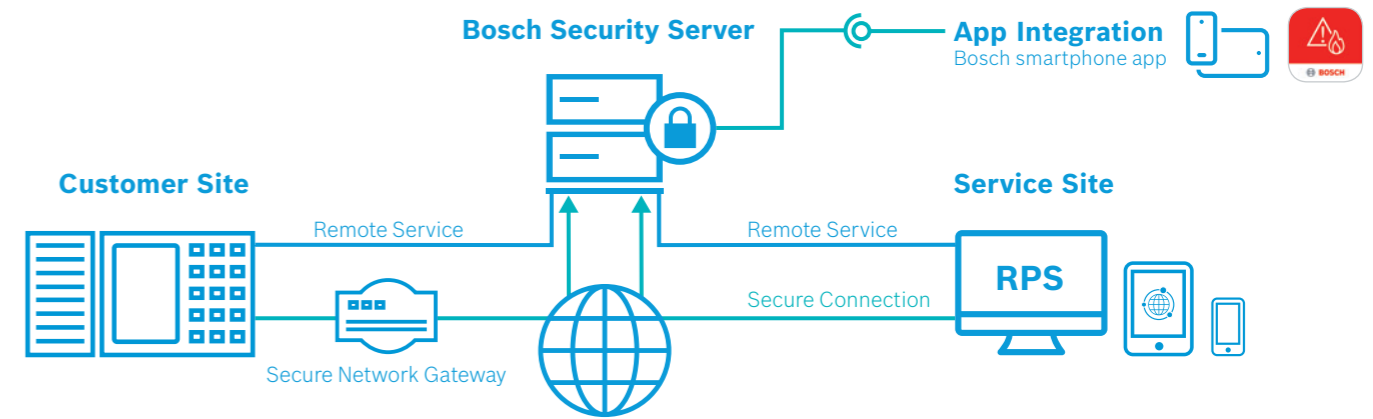 Bosch Security Server
App Integration
Bosch smartphone app
BOSCH
Customer Site
Service Site
Remote Service
Remote Service
RPS
Secure Connection
Secure Network Gateway